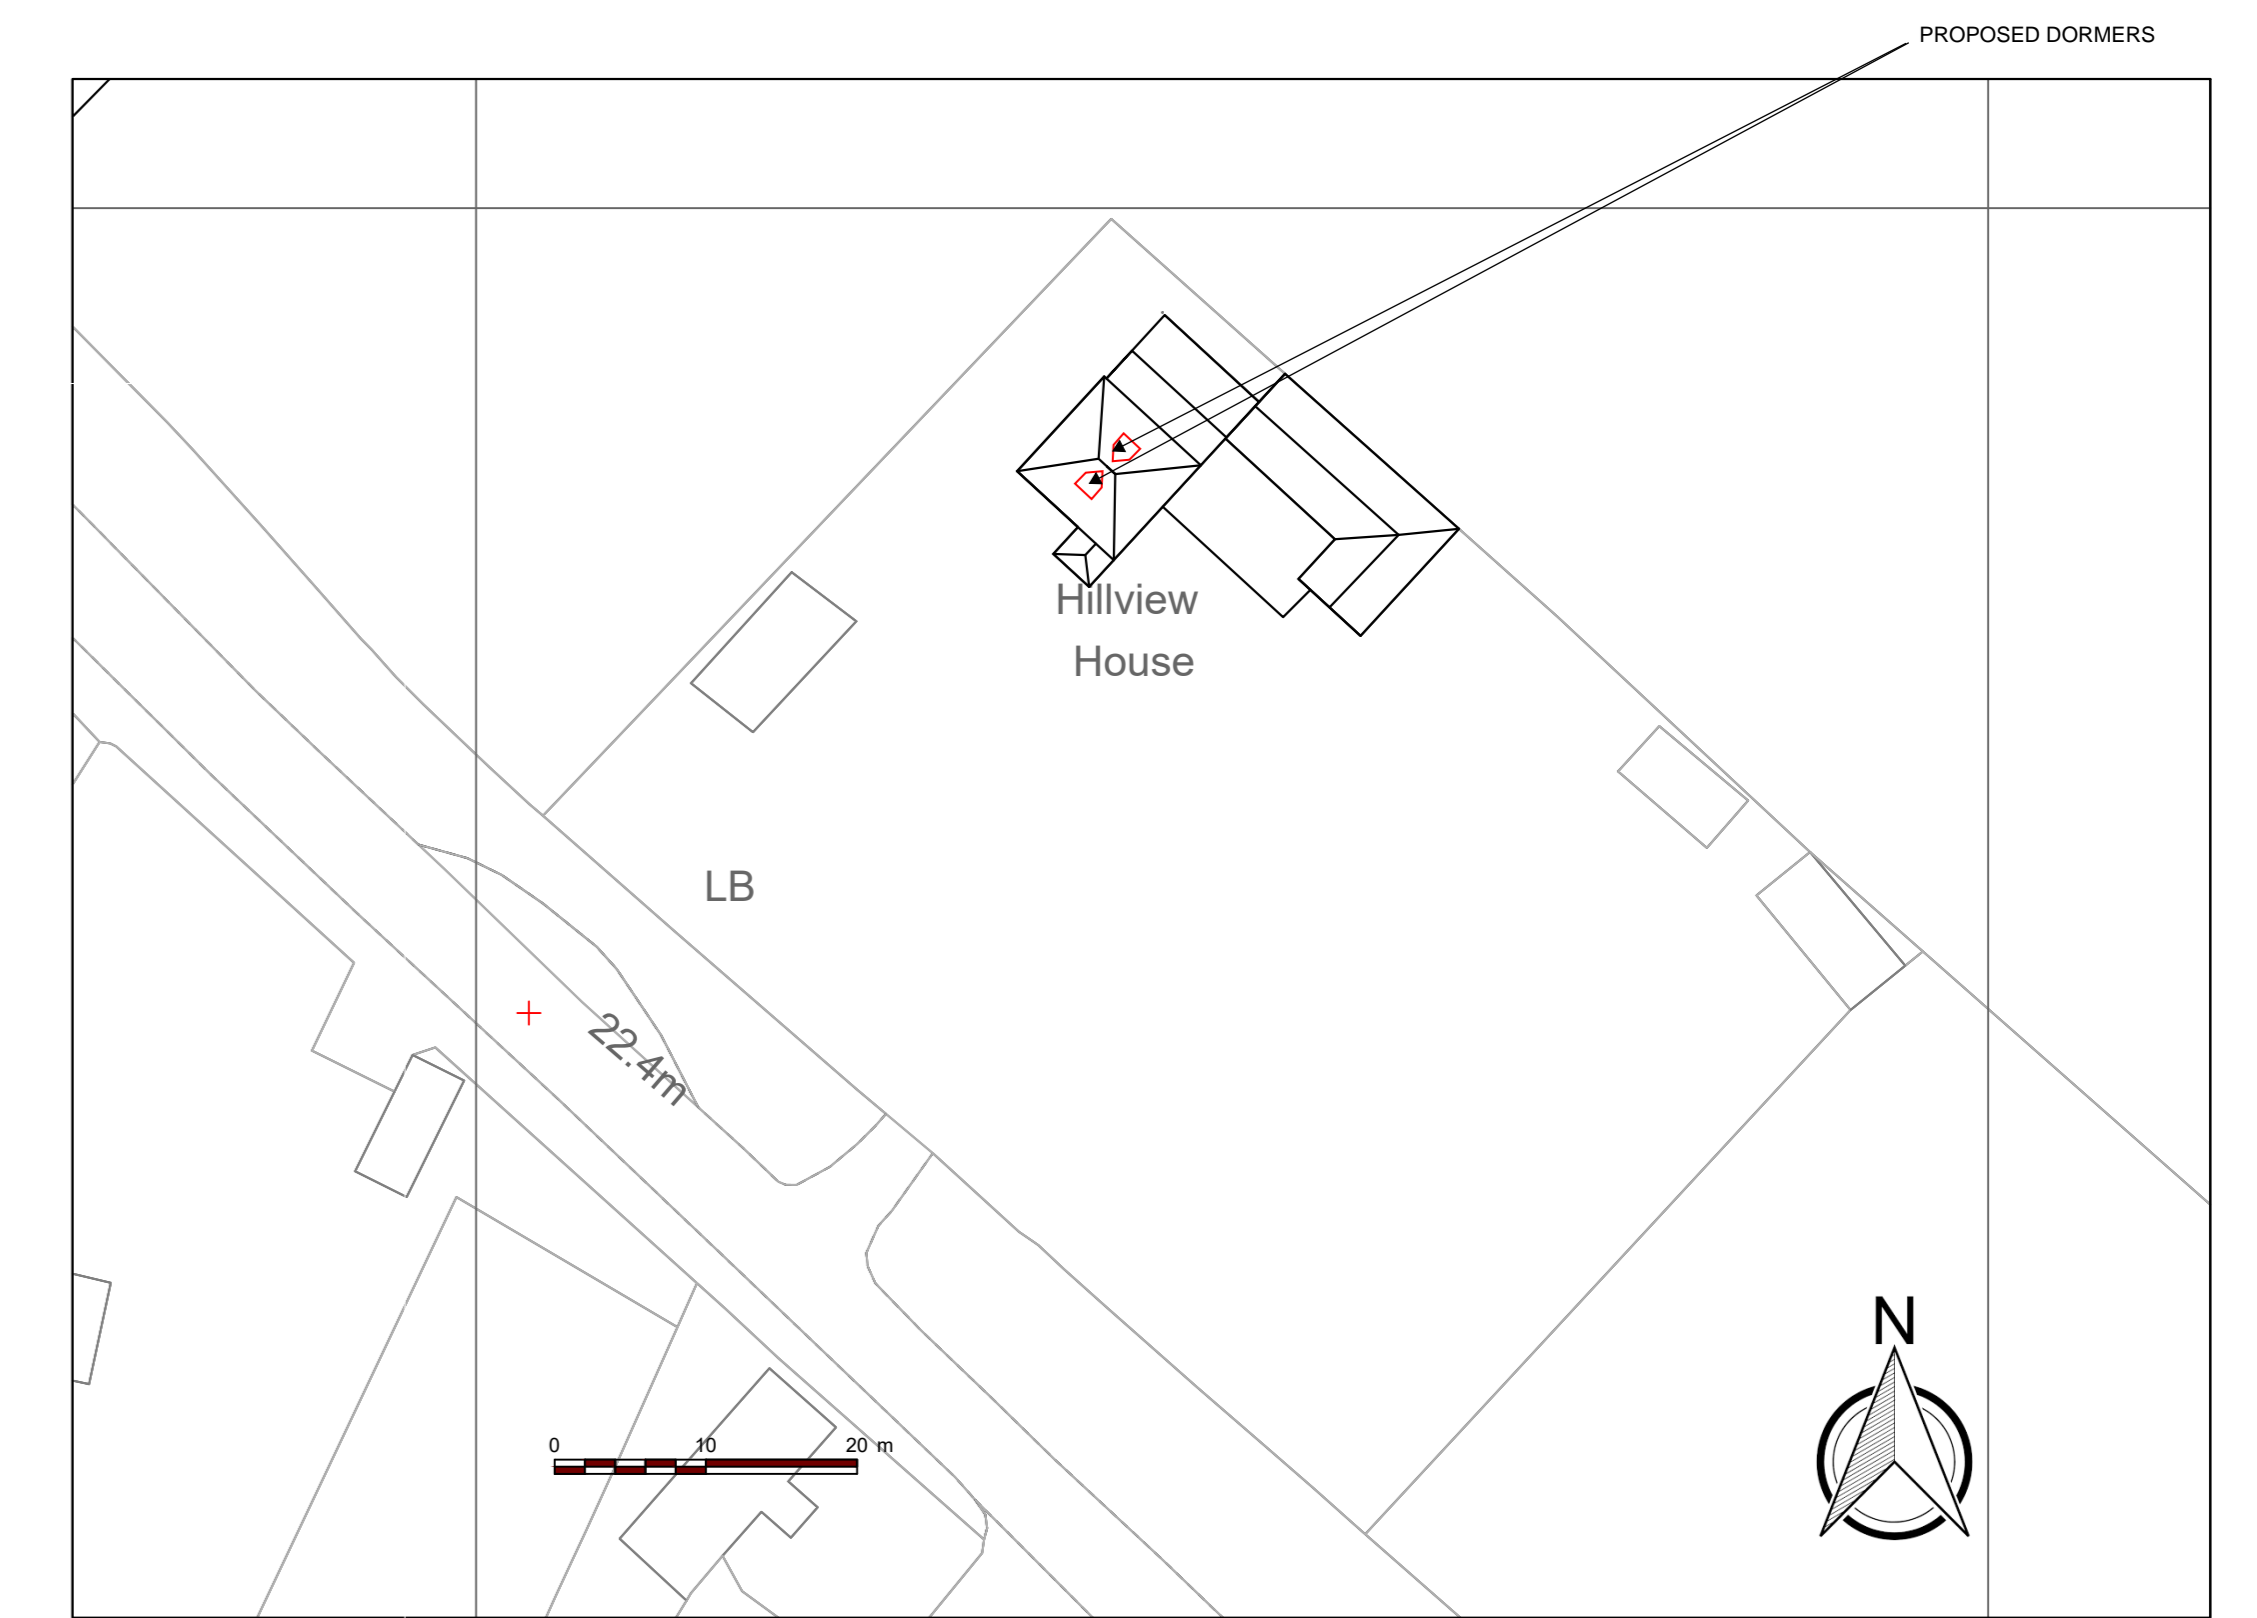 PROPOSED DORMERS
Hillview
House
LB
22.4m
N
0 10 20 m